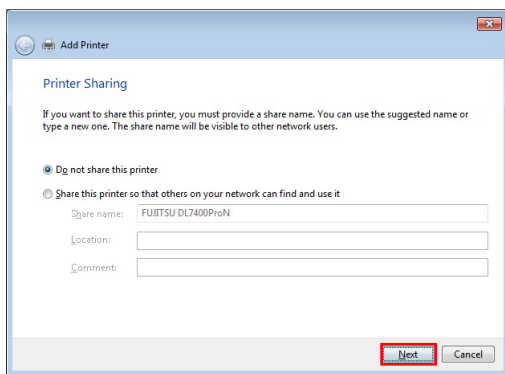 Add Printer
Printer Sharing
If you want to share this printer, you must provide a share name. You can use the suggested name or
type a new one. The share name will be visible to other network users.
Do not share this printer
Share this printer so that others on your network can find and use it
Share name: FUJITSU DL7400ProN
Location:
Comment:
Next Cancel